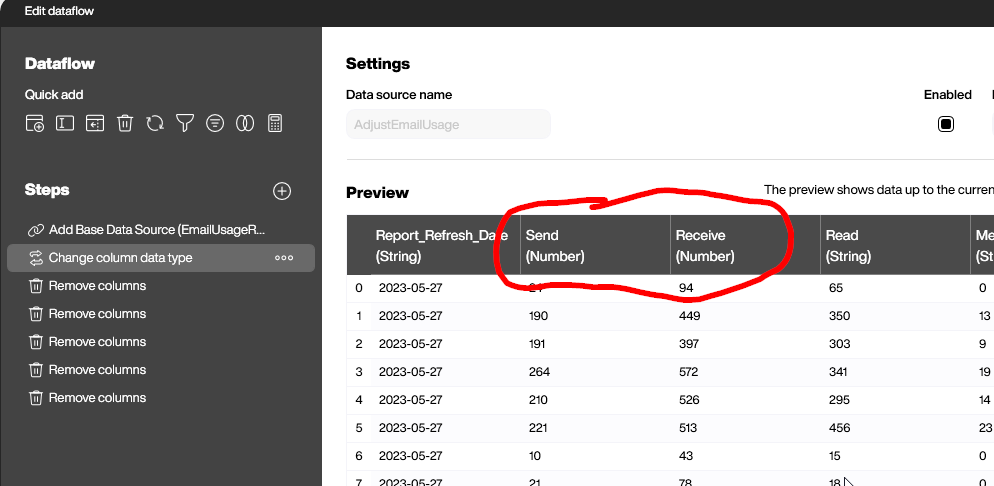 Edit dataflow
Dataflow
Quick add
Steps
Add Base Data Source (EmailUsageR...
Change column data type
Remove columns
Remove columns
Remove columns
Remove columns
Remove columns
Settings
Data source name
Enabled
AdjustEmailUsage
Preview
The preview shows data up to the curren
Report_Refresh_Date Send Receive Read Me
(String) (Number) (Number) (String) (St
0 2023-05-27 94 65 0
1 2023-05-27 190 449 350 13
2 2023-05-27 191 397 303 9
3 2023-05-27 264 572 341 19
4 2023-05-27 210 526 295 14
5 2023-05-27 221 513 456 23
6 2023-05-27 10 43 15 0
7 2023-05-27 21 78 18 0